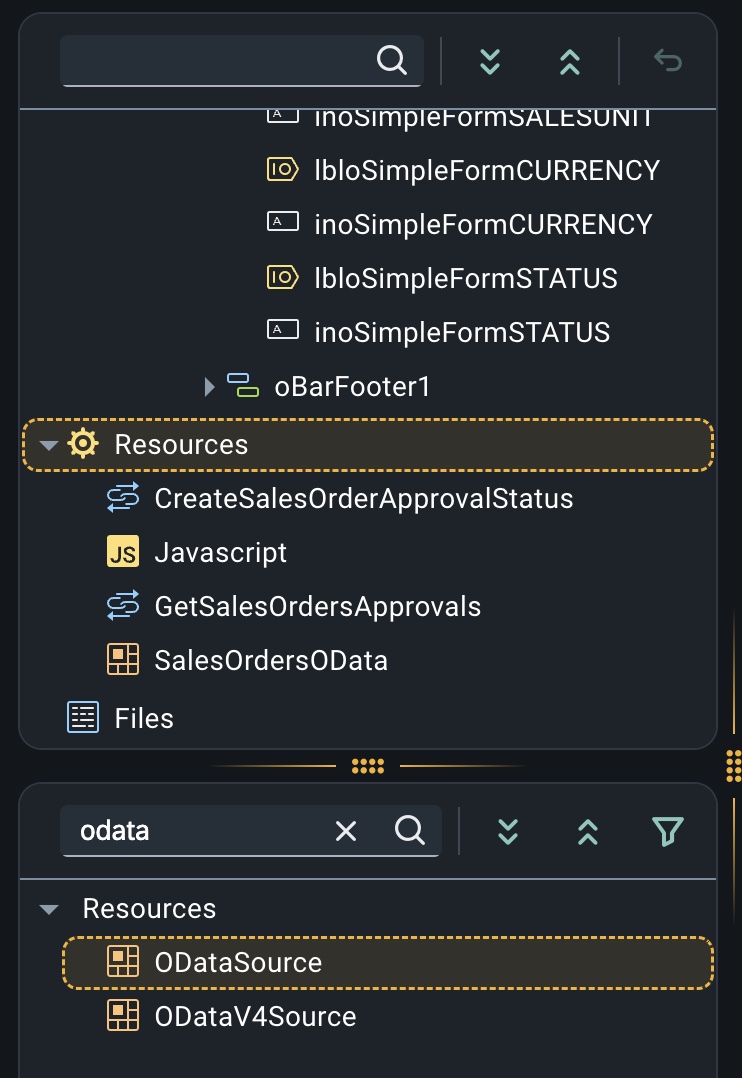 inoSimpleFormSALESUNIT
lbloSimpleFormCURRENCY
A inoSimpleFormCURRENCY
lbloSimpleFormSTATUS
A inoSimpleFormSTATUS
oBarFooter1
Resources
CreateSalesOrderApprovalStatus
JS Javascript
GetSalesOrdersApprovals
SalesOrdersOData
Files
odata
Resources
ODataSource
ODataV4Source